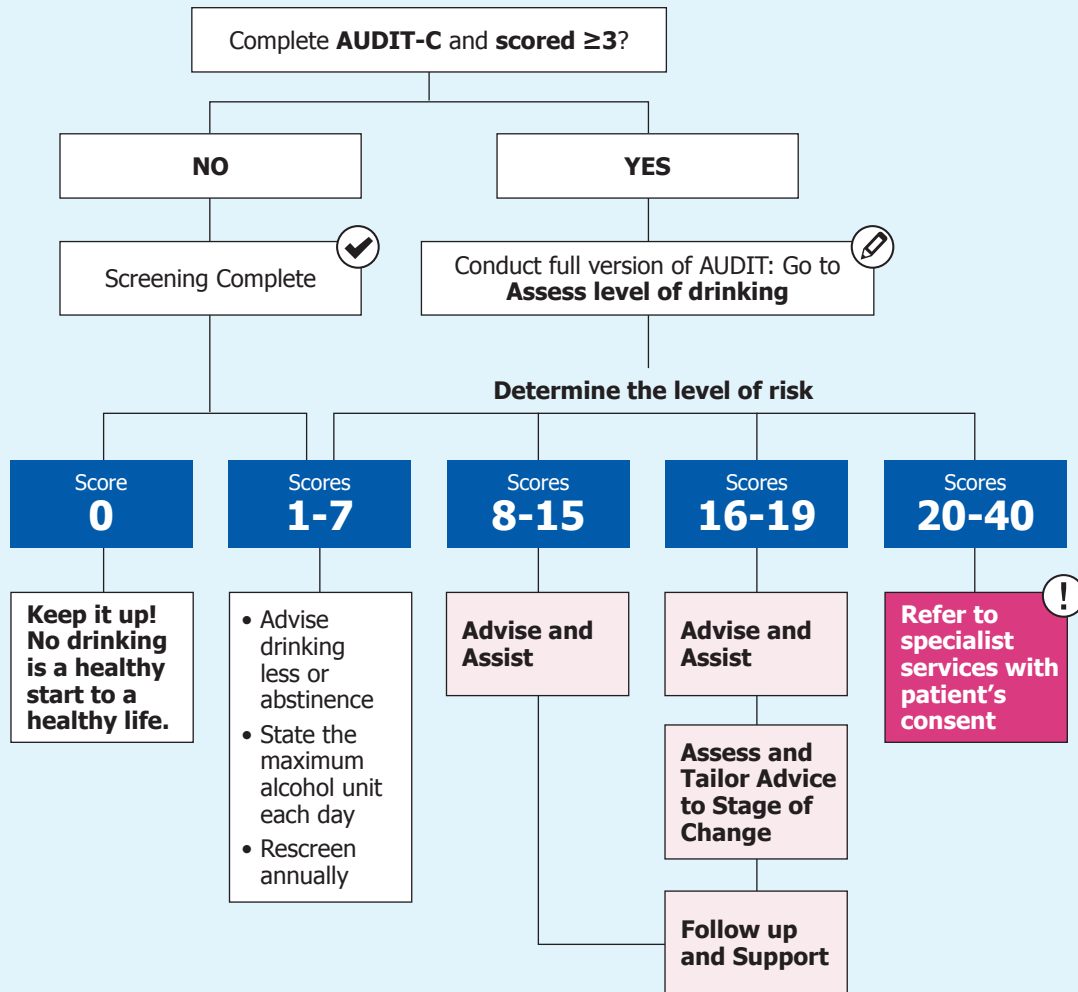 Complete AUDIT-C and scored ≥3?
NO
YES
Screening Complete
Conduct full version of AUDIT: Go to
Assess level of drinking
Determine the level of risk
Score
0
Scores
1-7
Scores
8-15
Scores
16-19
Scores
20-40
Keep it up!
No drinking
is a healthy
start to a
healthy life.
• Advise
drinking
less or
abstinence
• State the
maximum
alcohol unit
each day
• Rescreen
annually
Advise and
Assist
Advise and
Assist
Assess and
Tailor Advice
to Stage of
Change
Follow up
and Support
!
Refer to
specialist
services with
patient’s
consent